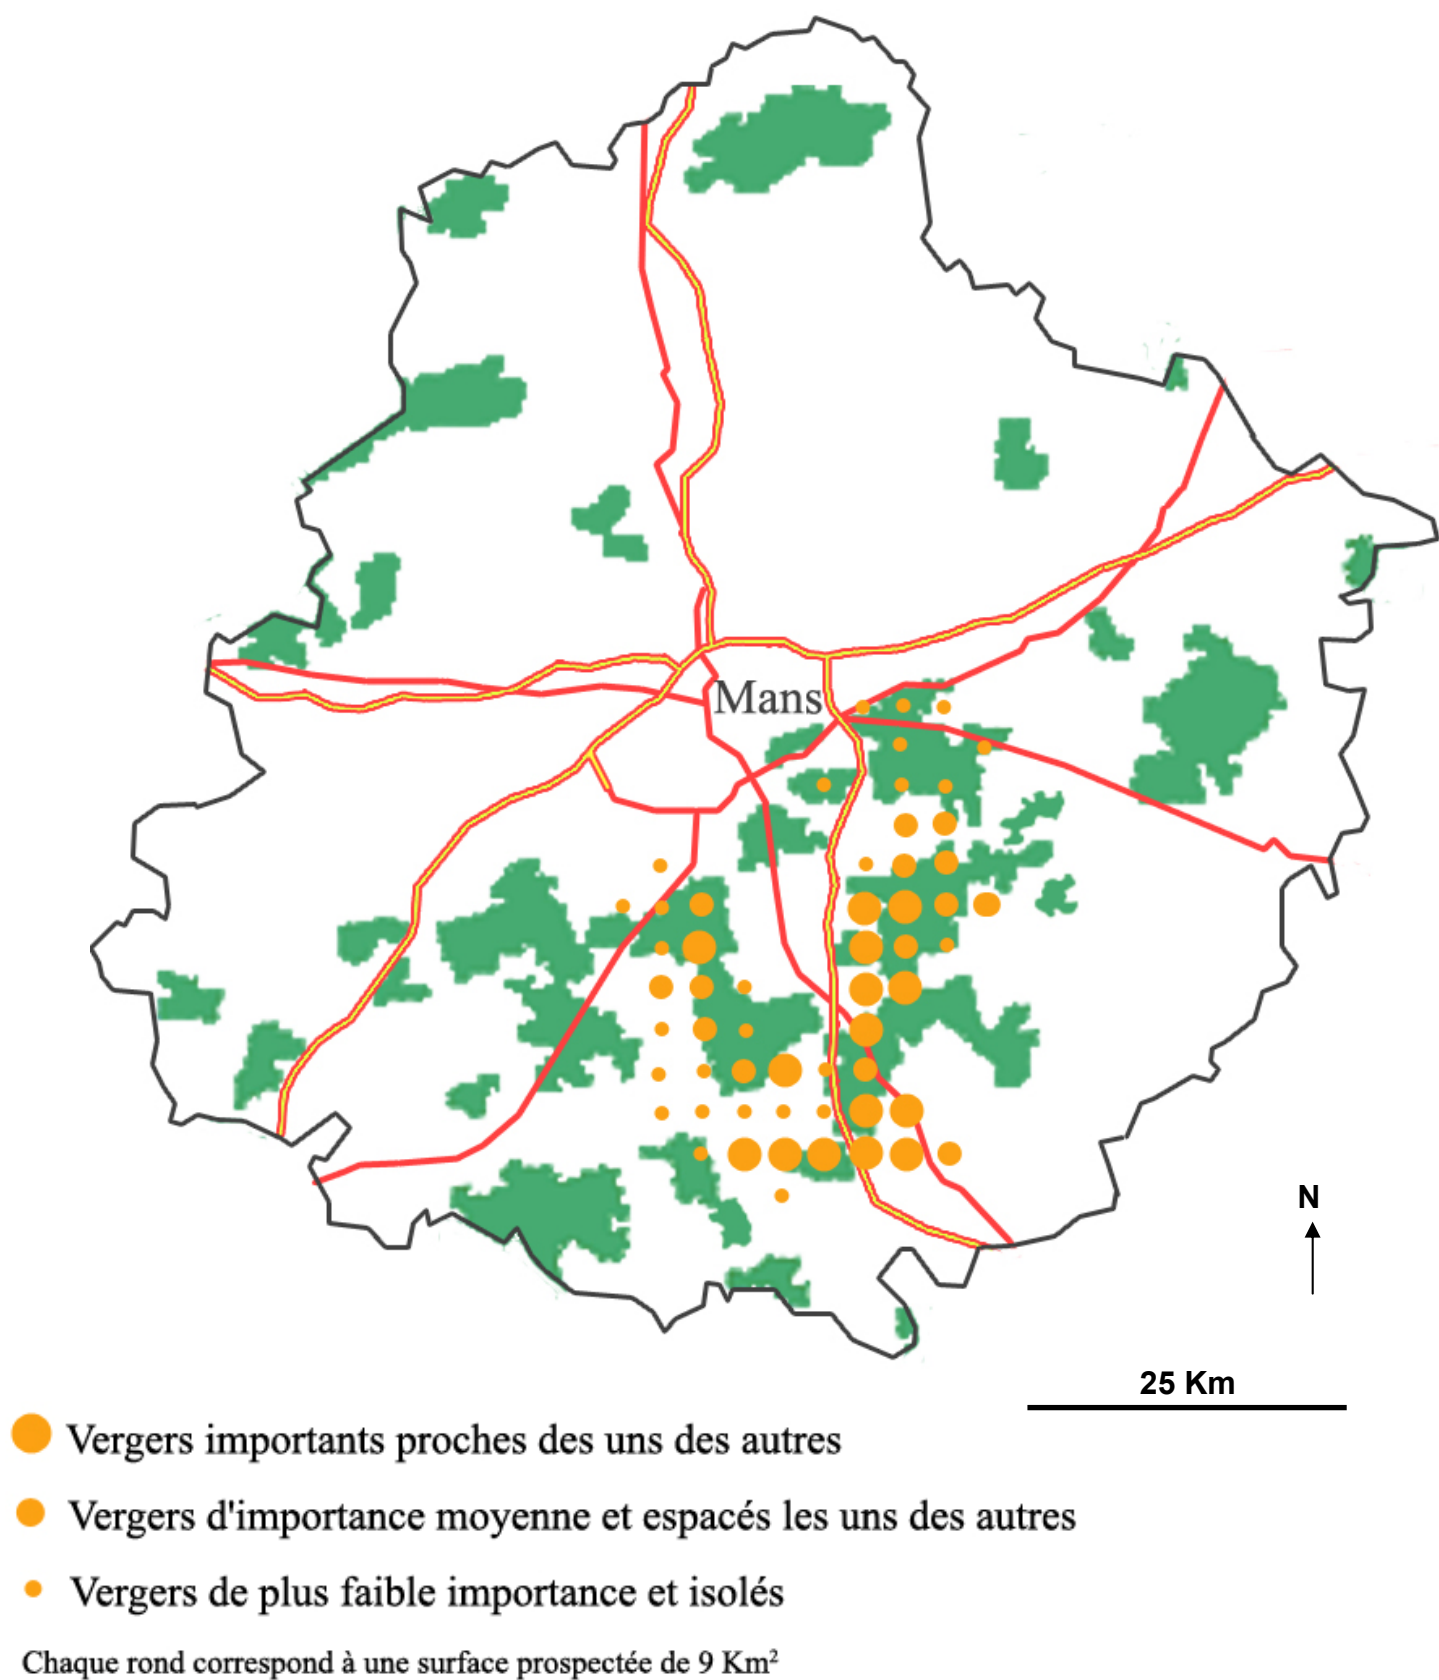 Mans
N
25 Km
Vergers importants proches des uns des autres
Vergers d'importance moyenne et espacés les uns des autres
Vergers de plus faible importance et isolés
Chaque rond correspond à une surface prospectée de 9 Km²